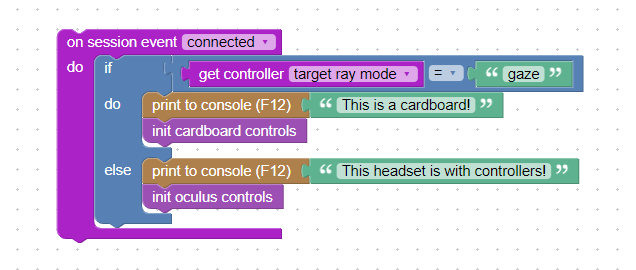 on session event connected
do if get controller target ray mode = “ gaze ”
do print to console (F12) “ This is a cardboard! ”
init cardboard controls
else print to console (F12) “ This headset is with controllers! ”
init oculus controls